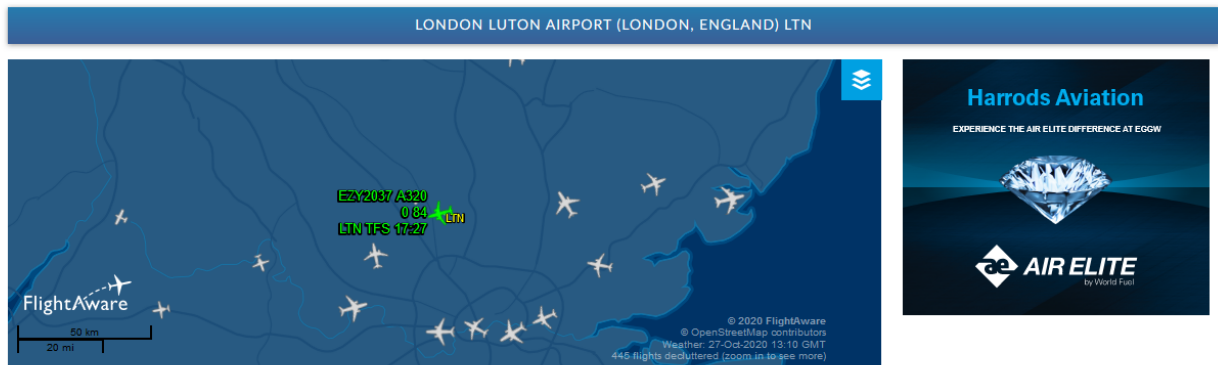 LONDON LUTON AIRPORT (LONDON, ENGLAND) LTN
EZY2037 A320
0 84
LTN TFS 17:27
LTN
FlightAware
50 km
20 mi
© 2020 FlightAware
© OpenStreetMap contributors
Weather: 27-Oct-2020 13:10 GMT
445 flights decluttered (zoom in to see more)
Harrods Aviation
EXPERIENCE THE AIR ELITE DIFFERENCE AT EGGW
ae AIR ELITE
by World Fuel